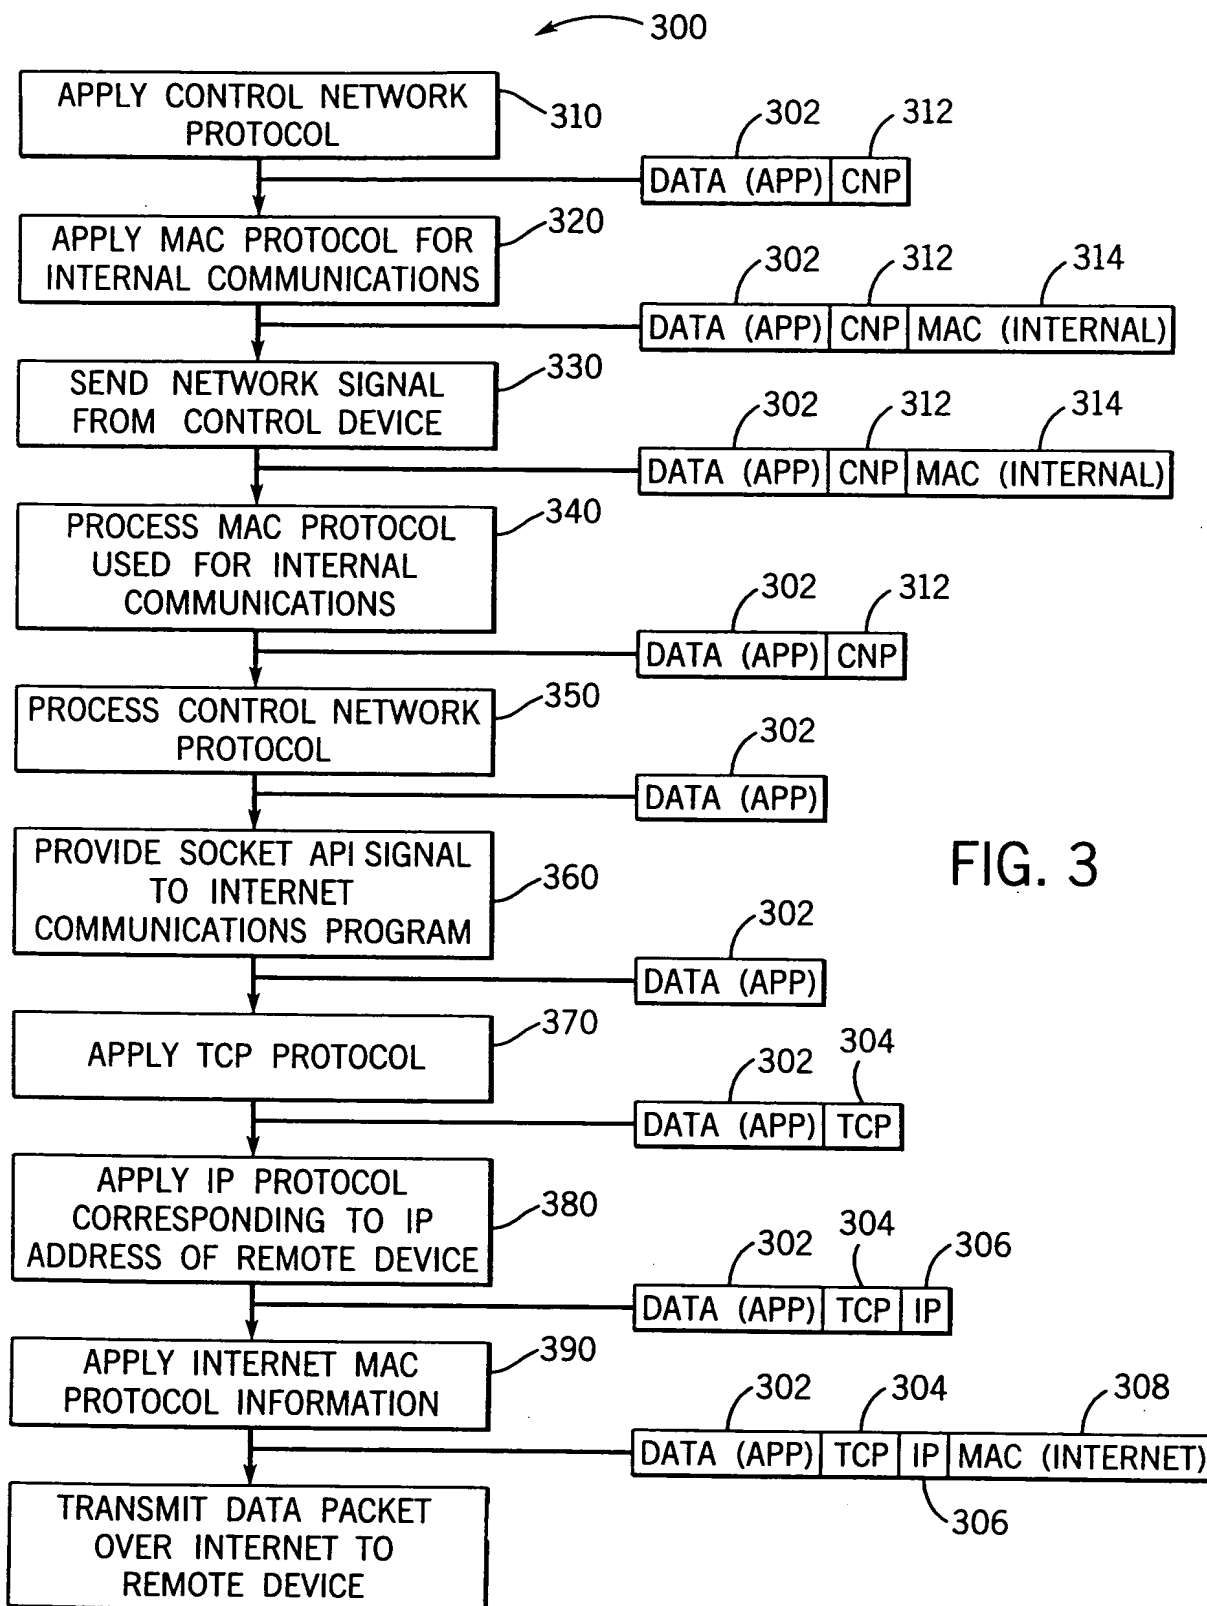 300
APPLY CONTROL NETWORK
PROTOCOL
310
302 312
DATA (APP) CNP
APPLY MAC PROTOCOL FOR
INTERNAL COMMUNICATIONS
320
302 312 314
DATA (APP) CNP MAC (INTERNAL)
SEND NETWORK SIGNAL
FROM CONTROL DEVICE
330
302 312 314
DATA (APP) CNP MAC (INTERNAL)
PROCESS MAC PROTOCOL
USED FOR INTERNAL
COMMUNICATIONS
340
302 312
DATA (APP) CNP
PROCESS CONTROL NETWORK
PROTOCOL
350
302
DATA (APP)
PROVIDE SOCKET API SIGNAL
TO INTERNET
COMMUNICATIONS PROGRAM
360
FIG. 3
302
DATA (APP)
APPLY TCP PROTOCOL
370
302 304
DATA (APP) TCP
APPLY IP PROTOCOL
CORRESPONDING TO IP
ADDRESS OF REMOTE DEVICE
380
302 304 306
DATA (APP) TCP IP
APPLY INTERNET MAC
PROTOCOL INFORMATION
390
302 304 308
DATA (APP) TCP IP MAC (INTERNET)
306
TRANSMIT DATA PACKET
OVER INTERNET TO
REMOTE DEVICE